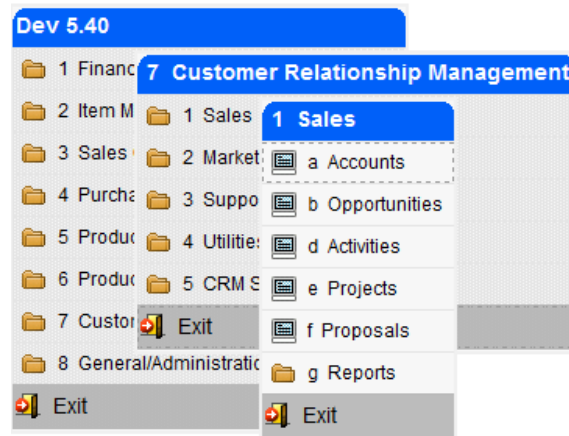 Dev 5.40
1 Financ
2 Item M
3 Sales
4 Purcha
5 Produc
6 Produc
7 Custor
8 General/Administratic
Exit
7 Customer Relationship Management
1 Sales
2 Market
3 Suppo
4 Utilities
5 CRM S
Exit
1 Sales
a Accounts
b Opportunities
d Activities
e Projects
f Proposals
g Reports
Exit